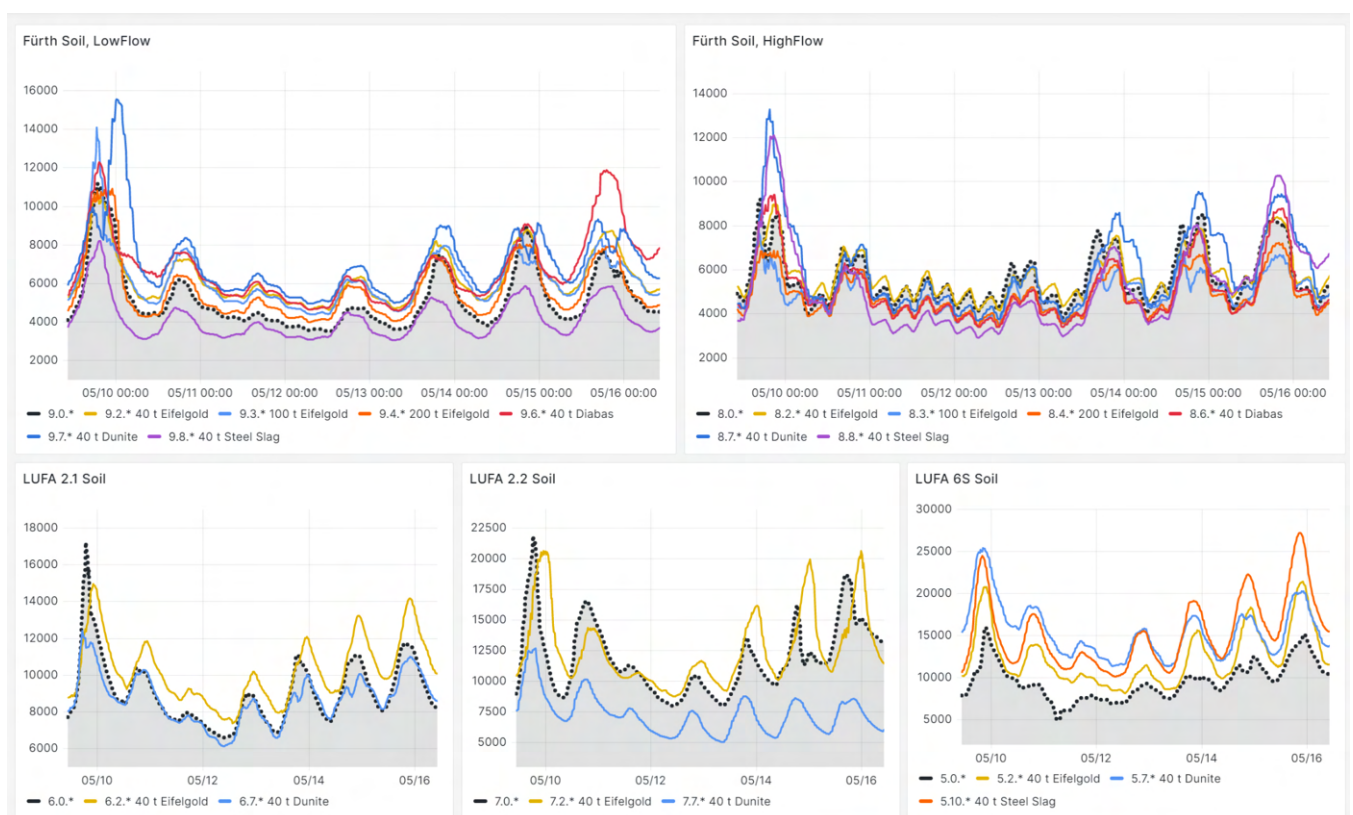 Fürth Soil, LowFlow
16000
14000
12000
10000
8000
6000
4000
2000
05/10 00:00 05/11 00:00 05/12 00:00 05/13 00:00 05/14 00:00 05/15 00:00 05/16 00:00
9.0.* 9.2.* 40 t Eifelgold 9.3.* 100 t Eifelgold 9.4.* 200 t Eifelgold 9.6.* 40 t Diabas
9.7.* 40 t Dunite 9.8.* 40 t Steel Slag
Fürth Soil, HighFlow
14000
12000
10000
8000
6000
4000
2000
05/10 00:00 05/11 00:00 05/12 00:00 05/13 00:00 05/14 00:00 05/15 00:00 05/16 00:00
8.0.* 8.2.* 40 t Eifelgold 8.3.* 100 t Eifelgold 8.4.* 200 t Eifelgold 8.6.* 40 t Diabas
8.7.* 40 t Dunite 8.8.* 40 t Steel Slag
LUFA 2.1 Soil
18000
16000
14000
12000
10000
8000
6000
05/10 05/12 05/14 05/16
6.0.* 6.2.* 40 t Eifelgold 6.7.* 40 t Dunite
LUFA 2.2 Soil
22500
20000
17500
15000
12500
10000
7500
5000
05/10 05/12 05/14 05/16
7.0.* 7.2.* 40 t Eifelgold 7.7.* 40 t Dunite
LUFA 6S Soil
30000
25000
20000
15000
10000
5000
05/10 05/12 05/14 05/16
5.0.* 5.2.* 40 t Eifelgold 5.7.* 40 t Dunite
5.10.* 40 t Steel Slag